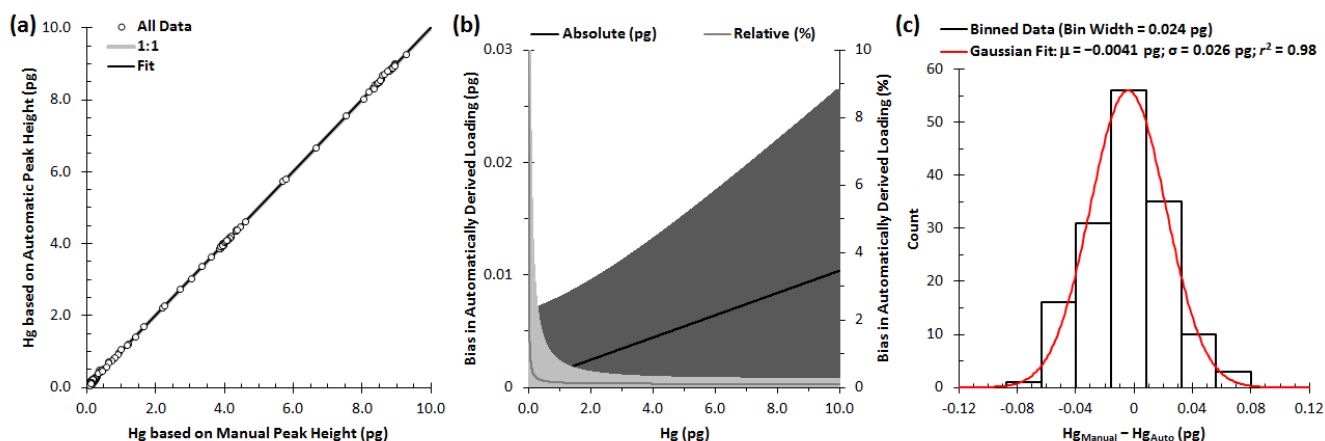 (a)
All Data
1:1
Fit
10.0
8.0
6.0
4.0
2.0
0.0
0.0 2.0 4.0 6.0 8.0 10.0
Hg based on Automatic Peak Height (pg)
Hg based on Manual Peak Height (pg)
(b)
Absolute (pg) Relative (%)
0.03
0.02
0.01
0
10
8
6
4
2
0
0.0 2.0 4.0 6.0 8.0 10.0
Bias in Automatically Derived Loading (pg)
Bias in Automatically Derived Loading (%)
Hg (pg)
(c)
Binned Data (Bin Width = 0.024 pg)
Gaussian Fit: μ = −0.0041 pg; σ = 0.026 pg; r² = 0.98
60
50
40
30
20
10
0
-0.12 -0.08 -0.04 0 0.04 0.08 0.12
Count
HgManual − HgAuto (pg)